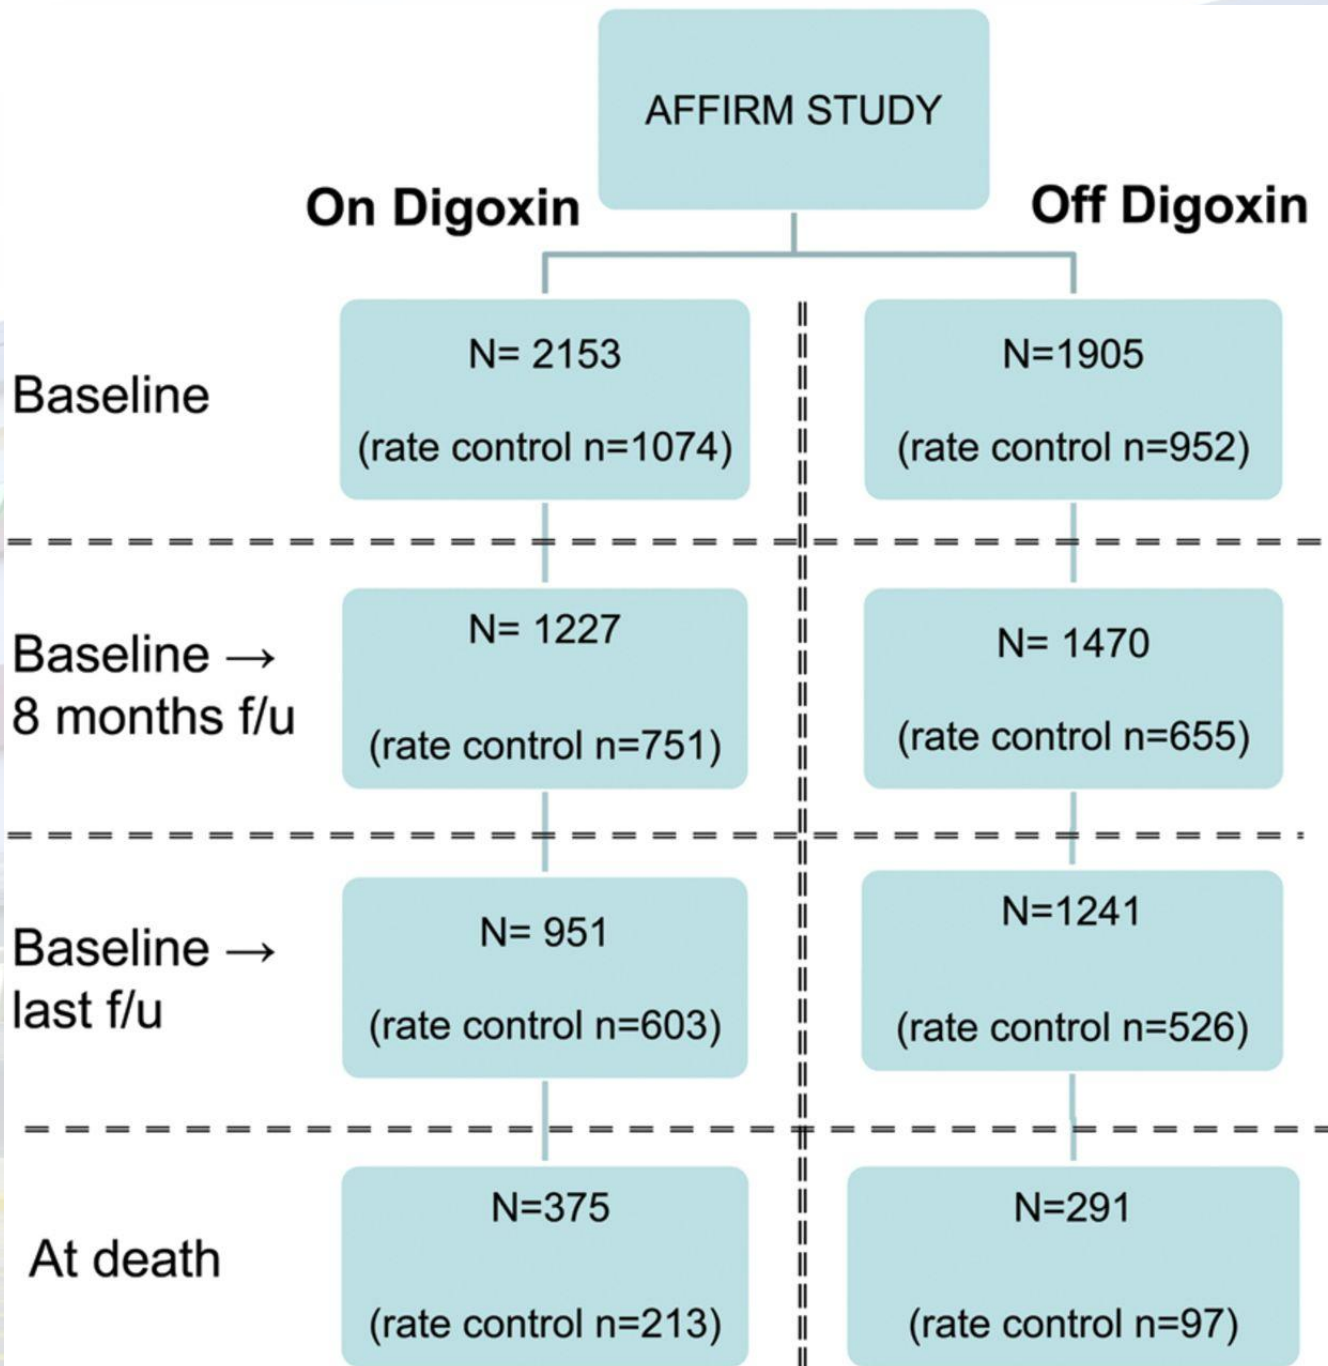 AFFIRM STUDY
On Digoxin
Off Digoxin
Baseline
N= 2153
(rate control n=1074)
N=1905
(rate control n=952)
Baseline →
8 months f/u
N= 1227
(rate control n=751)
N= 1470
(rate control n=655)
Baseline →
last f/u
N= 951
(rate control n=603)
N=1241
(rate control n=526)
At death
N=375
(rate control n=213)
N=291
(rate control n=97)